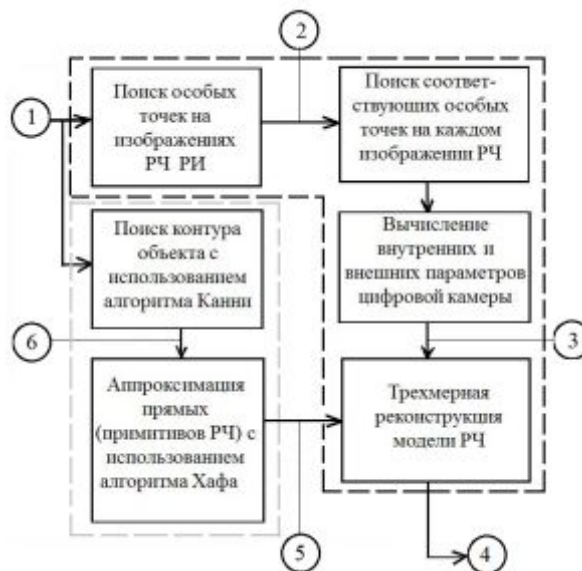 2
1
Поиск особых
точек на
изображениях
РЧ РИ
Поиск соответ-
ствующих особых
точек на каждом
изображении РЧ
Поиск контура
объекта с
использованием
алгоритма Канни
Вычисление
внутренних и
внешних параметров
цифровой камеры
6
3
Аппроксимация
прямых
(примитивов РЧ) с
использованием
алгоритма Хафа
Трехмерная
реконструкция
модели РЧ
5
4